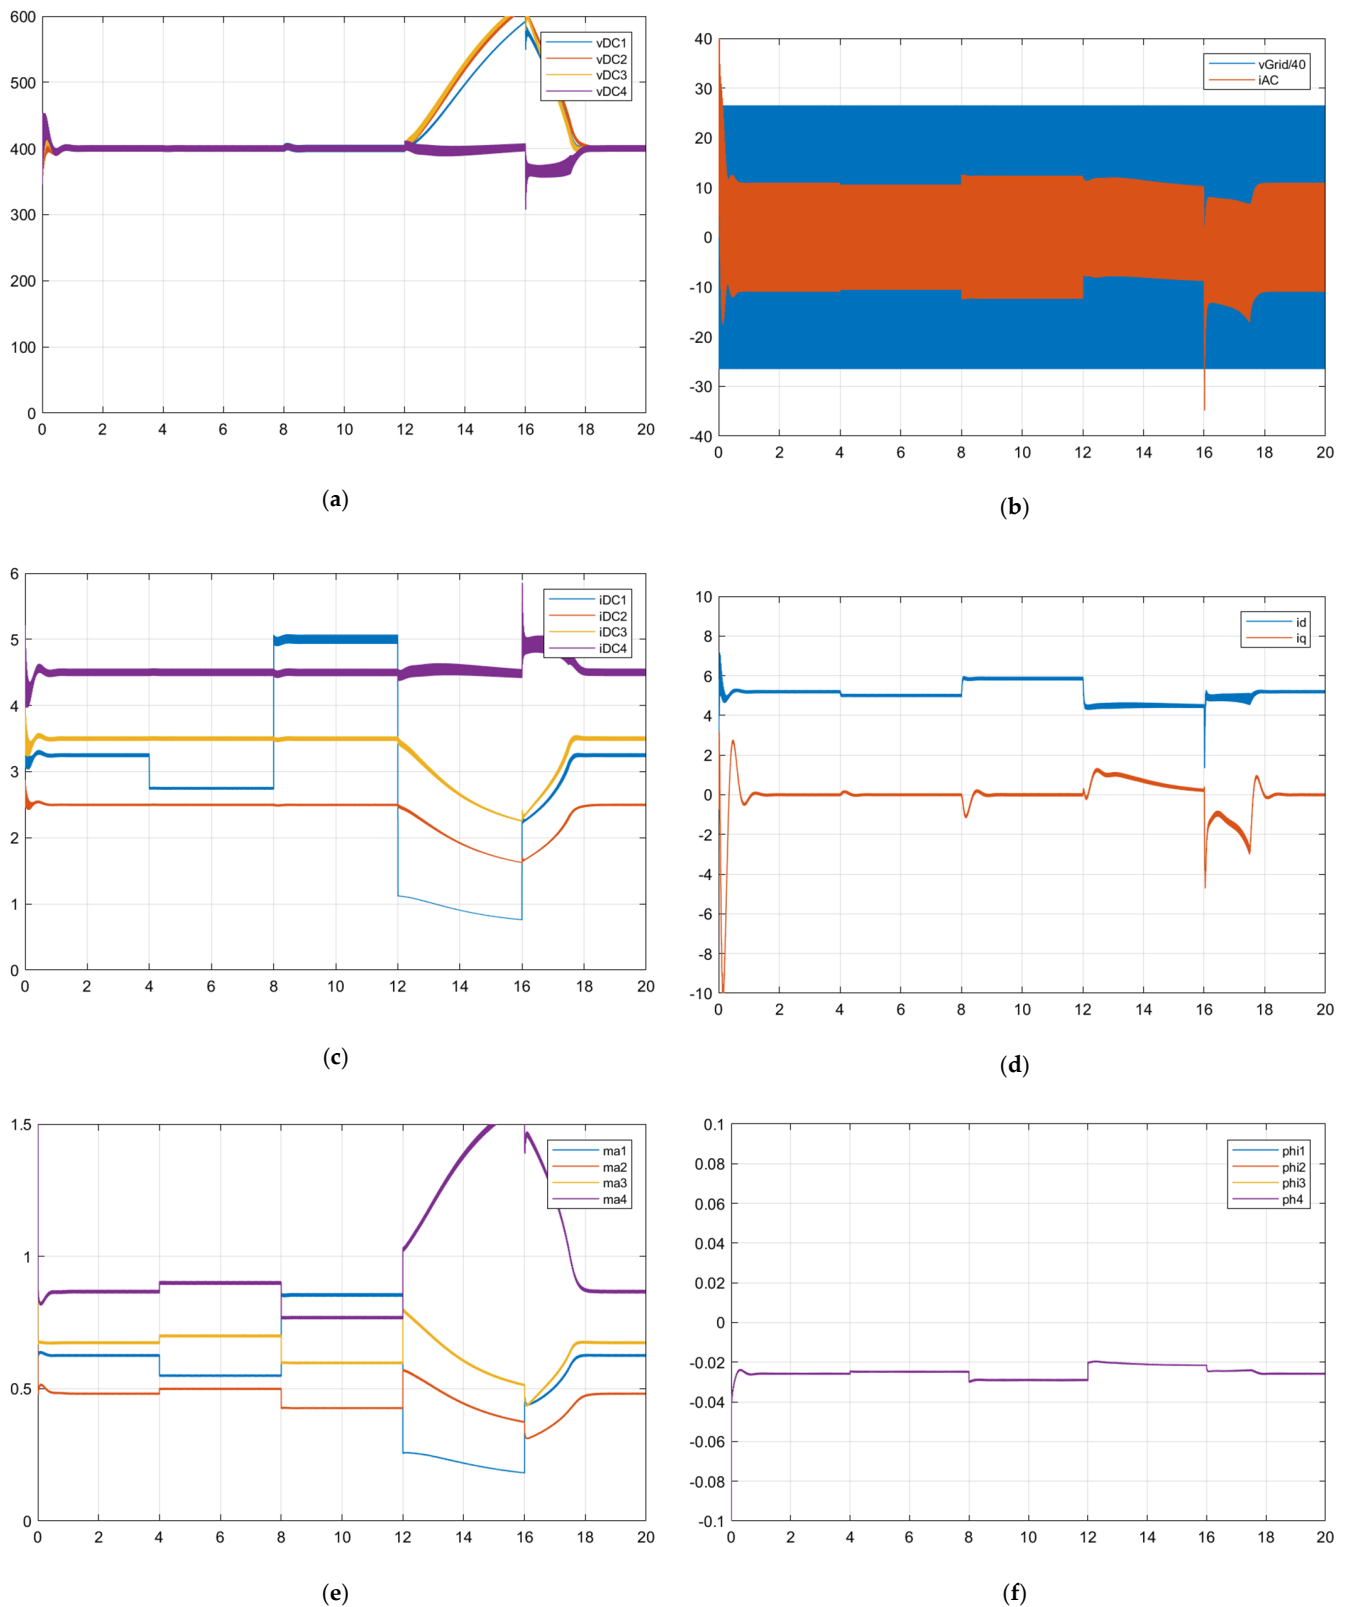 600
500
400
300
200
100
0
0 2 4 6 8 10 12 14 16 18 20
vDC1
vDC2
vDC3
vDC4
(a)
40
30
20
10
0
-10
-20
-30
-40
0 2 4 6 8 10 12 14 16 18 20
vGrid/40
iAC
(b)
6
5
4
3
2
1
0
0 2 4 6 8 10 12 14 16 18 20
iDC1
iDC2
iDC3
iDC4
(c)
10
8
6
4
2
0
-2
-4
-6
-8
-10
0 2 4 6 8 10 12 14 16 18 20
id
iq
(d)
1.5
1
0.5
0
0 2 4 6 8 10 12 14 16 18 20
ma1
ma2
ma3
ma4
(e)
0.1
0.08
0.06
0.04
0.02
0
-0.02
-0.04
-0.06
-0.08
-0.1
0 2 4 6 8 10 12 14 16 18 20
phi1
phi2
phi3
ph4
(f)